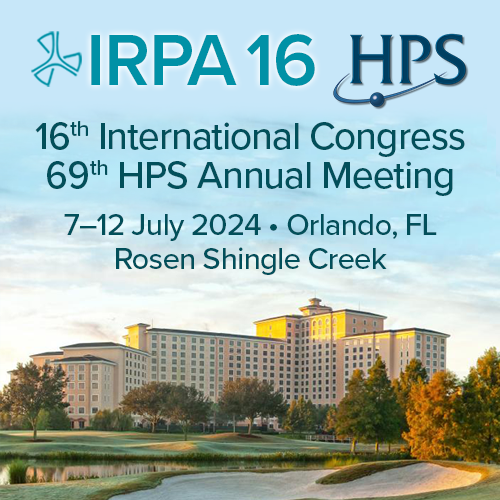 IRPA 16 HPS
16th International Congress
69th HPS Annual Meeting
7–12 July 2024 • Orlando, FL
Rosen Shingle Creek